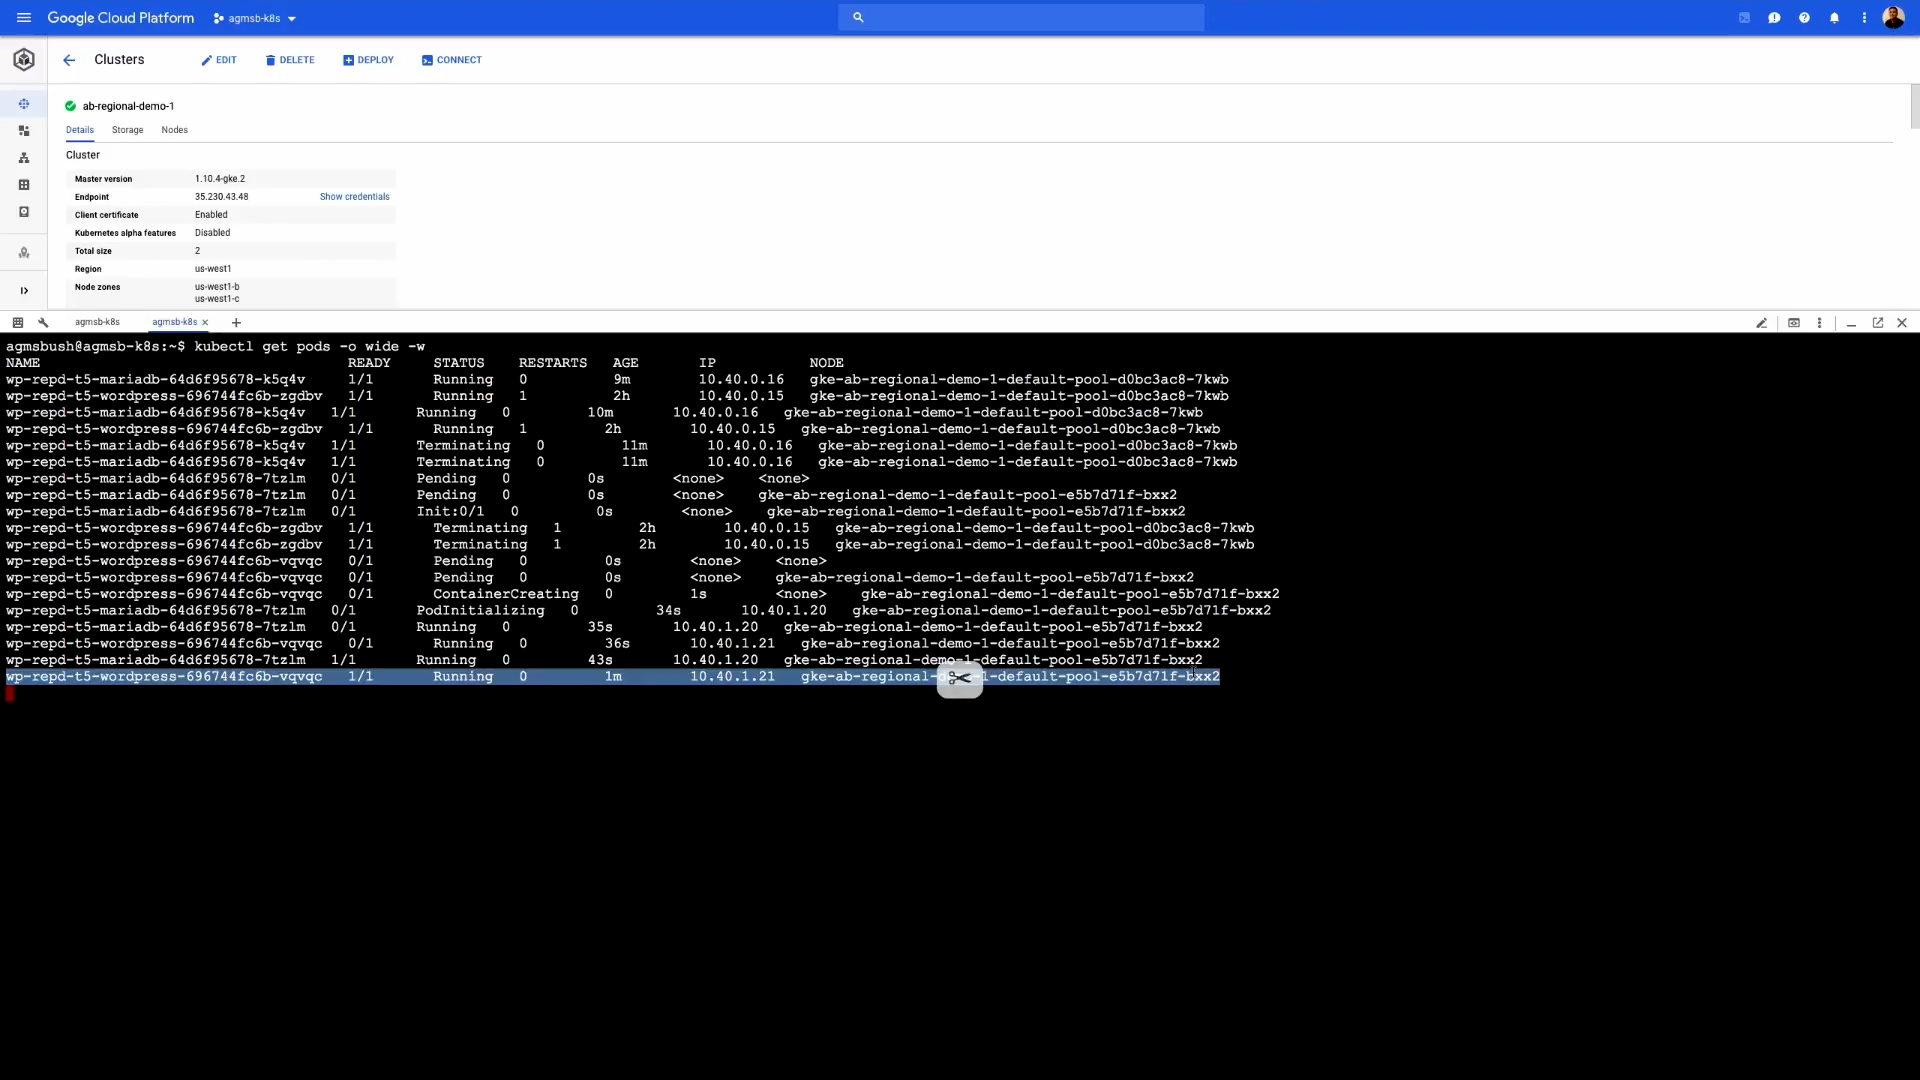 Google Cloud Platform agmsb-k8s
Clusters EDIT DELETE DEPLOY CONNECT
ab-regional-demo-1
Details Storage Nodes
Cluster
Master version 1.10.4-gke.2
Endpoint 35.230.43.48 Show credentials
Client certificate Enabled
Kubernetes alpha features Disabled
Total size 2
Region us-west1
Node zones us-west1-b
us-west1-c
agmsb-k8s agmsb-k8s
agmsbush@agmsb-k8s:~$ kubectl get pods -o wide -w
NAME READY STATUS RESTARTS AGE IP NODE
wp-repd-t5-mariadb-64d6f95678-k5q4v 1/1 Running 0 9m 10.40.0.16 gke-ab-regional-demo-1-default-pool-d0bc3ac8-7kwb
wp-repd-t5-wordpress-696744fc6b-zgdbv 1/1 Running 1 2h 10.40.0.15 gke-ab-regional-demo-1-default-pool-d0bc3ac8-7kwb
wp-repd-t5-mariadb-64d6f95678-k5q4v 1/1 Running 0 10m 10.40.0.16 gke-ab-regional-demo-1-default-pool-d0bc3ac8-7kwb
wp-repd-t5-wordpress-696744fc6b-zgdbv 1/1 Running 1 2h 10.40.0.15 gke-ab-regional-demo-1-default-pool-d0bc3ac8-7kwb
wp-repd-t5-mariadb-64d6f95678-k5q4v 1/1 Terminating 0 11m 10.40.0.16 gke-ab-regional-demo-1-default-pool-d0bc3ac8-7kwb
wp-repd-t5-mariadb-64d6f95678-k5q4v 1/1 Terminating 0 11m 10.40.0.16 gke-ab-regional-demo-1-default-pool-d0bc3ac8-7kwb
wp-repd-t5-mariadb-64d6f95678-7tzlm 0/1 Pending 0 0s <none> <none>
wp-repd-t5-mariadb-64d6f95678-7tzlm 0/1 Pending 0 0s <none> gke-ab-regional-demo-1-default-pool-e5b7d71f-bxx2
wp-repd-t5-mariadb-64d6f95678-7tzlm 0/1 Init:0/1 0 0s <none> gke-ab-regional-demo-1-default-pool-e5b7d71f-bxx2
wp-repd-t5-wordpress-696744fc6b-zgdbv 1/1 Terminating 1 2h 10.40.0.15 gke-ab-regional-demo-1-default-pool-d0bc3ac8-7kwb
wp-repd-t5-wordpress-696744fc6b-zgdbv 1/1 Terminating 1 2h 10.40.0.15 gke-ab-regional-demo-1-default-pool-d0bc3ac8-7kwb
wp-repd-t5-wordpress-696744fc6b-vqvqc 0/1 Pending 0 0s <none> <none>
wp-repd-t5-wordpress-696744fc6b-vqvqc 0/1 Pending 0 0s <none> gke-ab-regional-demo-1-default-pool-e5b7d71f-bxx2
wp-repd-t5-wordpress-696744fc6b-vqvqc 0/1 ContainerCreating 0 1s <none> gke-ab-regional-demo-1-default-pool-e5b7d71f-bxx2
wp-repd-t5-mariadb-64d6f95678-7tzlm 0/1 PodInitializing 0 34s 10.40.1.20 gke-ab-regional-demo-1-default-pool-e5b7d71f-bxx2
wp-repd-t5-mariadb-64d6f95678-7tzlm 0/1 Running 0 35s 10.40.1.20 gke-ab-regional-demo-1-default-pool-e5b7d71f-bxx2
wp-repd-t5-wordpress-696744fc6b-vqvqc 0/1 Running 0 36s 10.40.1.21 gke-ab-regional-demo-1-default-pool-e5b7d71f-bxx2
wp-repd-t5-mariadb-64d6f95678-7tzlm 1/1 Running 0 43s 10.40.1.20 gke-ab-regional-demo-1-default-pool-e5b7d71f-bxx2
wp-repd-t5-wordpress-696744fc6b-vqvqc 1/1 Running 0 1m 10.40.1.21 gke-ab-regional-demo-1-default-pool-e5b7d71f-bxx2